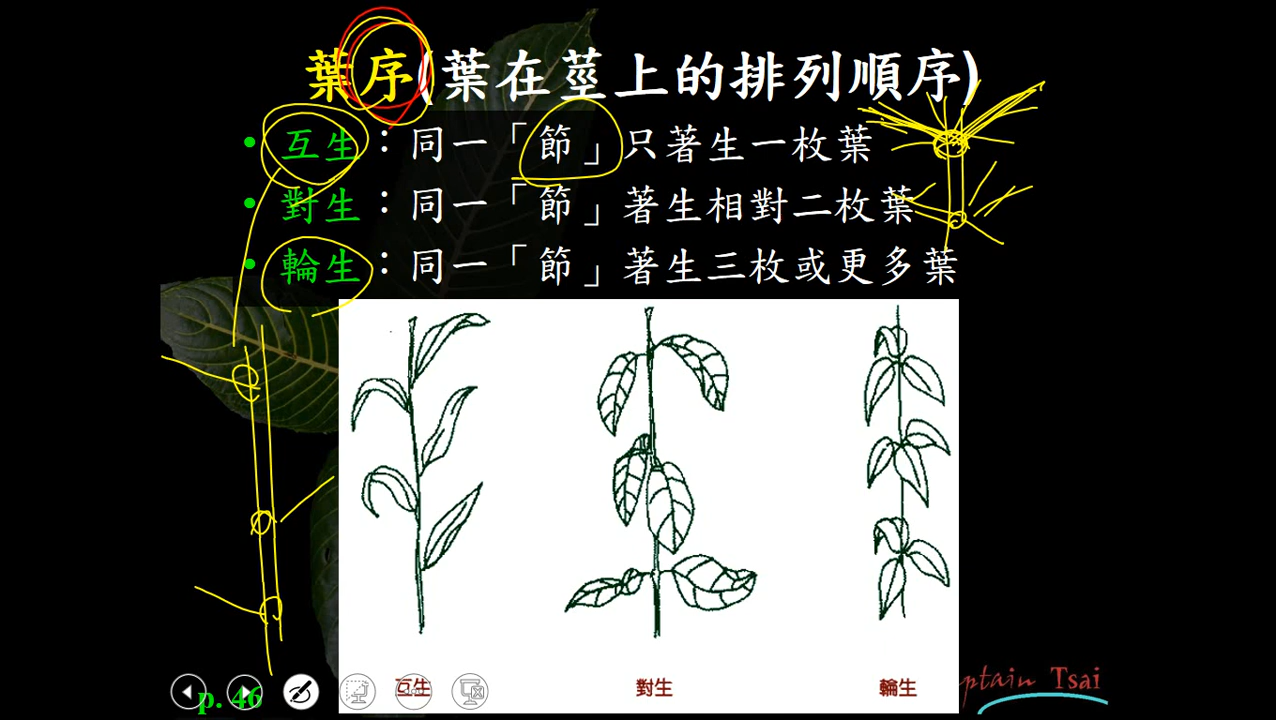 葉序(葉在莖上的排列順序)
• 互生：同一「節」只著生一枚葉
• 對生：同一「節」著生相對二枚葉
• 輪生：同一「節」著生三枚或更多葉
互生 對生 輪生
p. 46
ptain Tsai